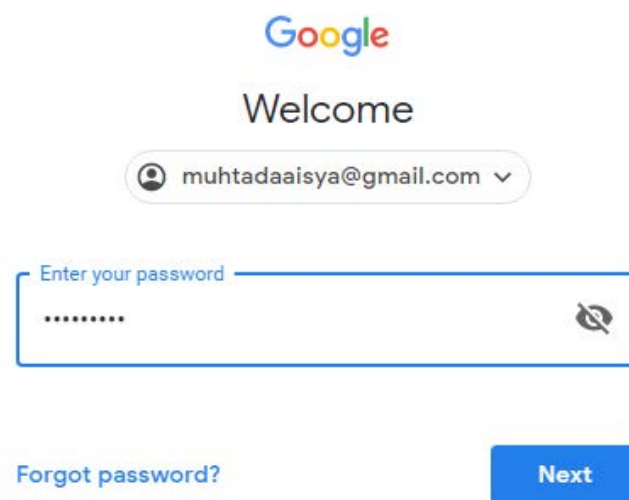 Google
Welcome
muhtadaaisya@gmail.com
Enter your password
•••••••••
Forgot password?
Next